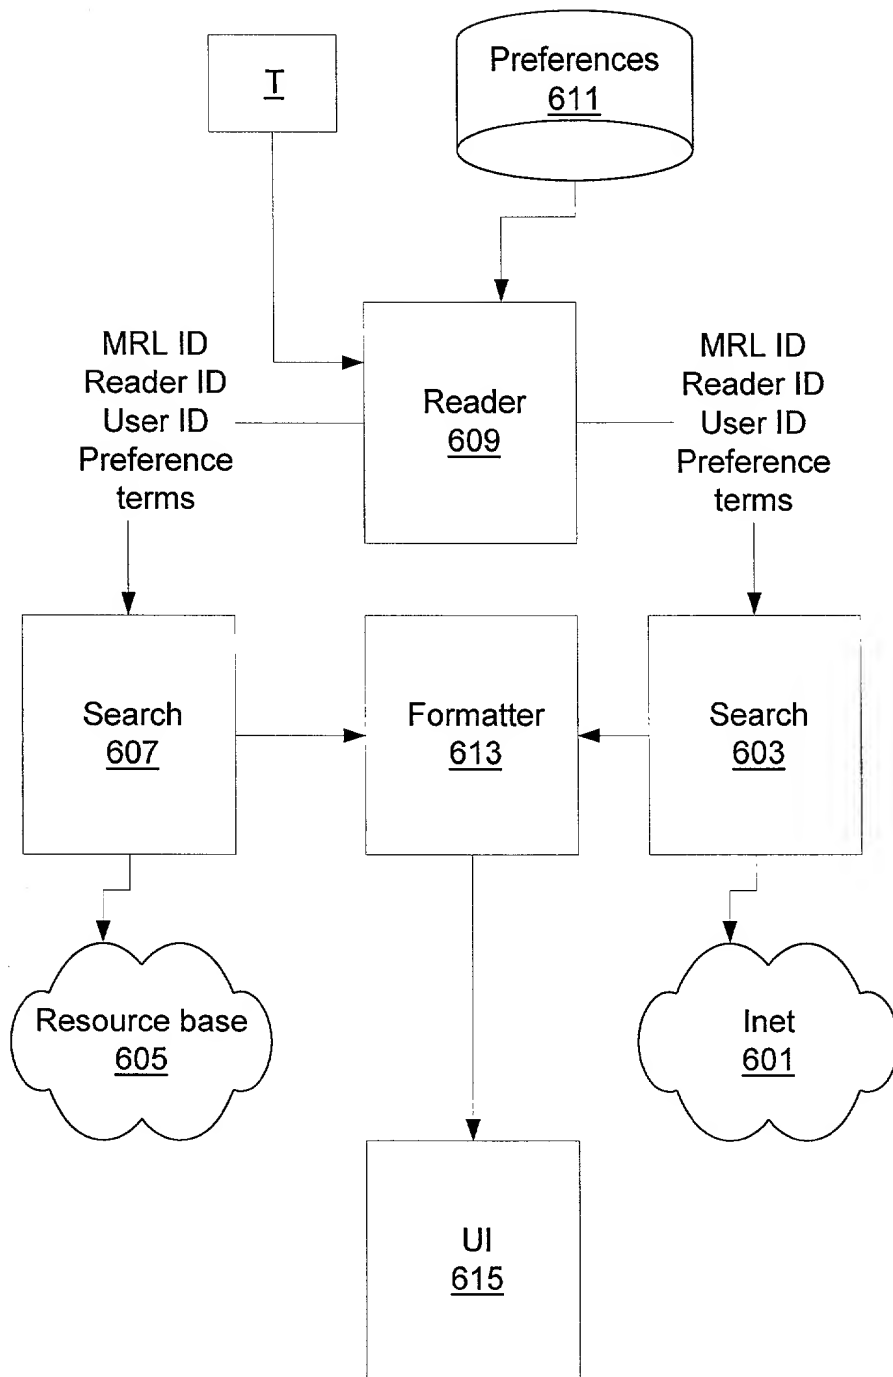 T
Preferences
611
MRL ID
Reader ID
User ID
Preference
terms
Reader
609
MRL ID
Reader ID
User ID
Preference
terms
Search
607
Formatter
613
Search
603
Resource base
605
Inet
601
UI
615